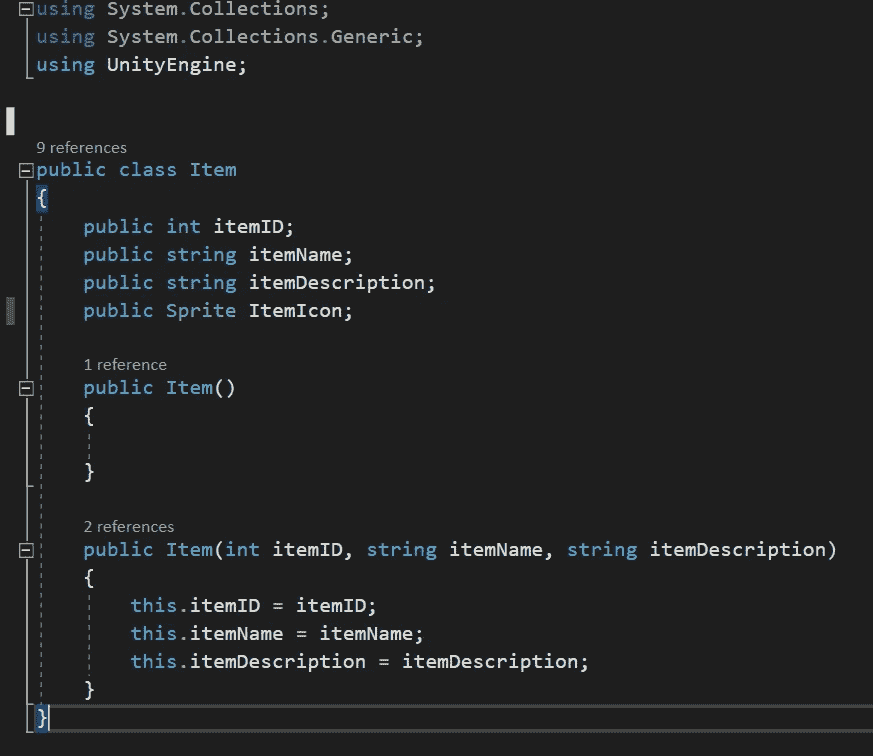 using System.Collections;
using System.Collections.Generic;
using UnityEngine;
9 references
public class Item
{
public int itemID;
public string itemName;
public string itemDescription;
public Sprite ItemIcon;
1 reference
public Item()
{
}
2 references
public Item(int itemID, string itemName, string itemDescription)
{
this.itemID = itemID;
this.itemName = itemName;
this.itemDescription = itemDescription;
}
}